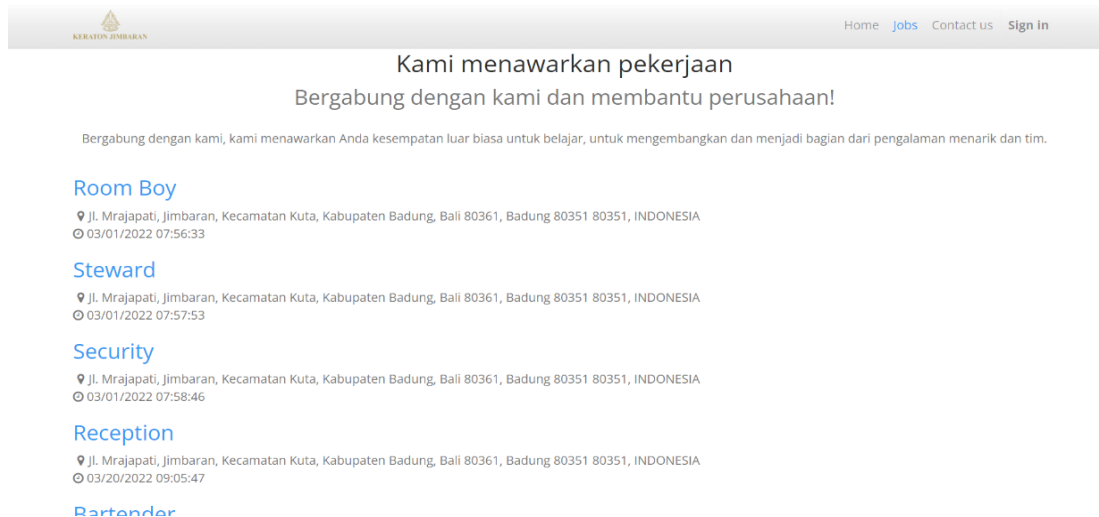 KERATON JIMBARAN
Home Jobs Contact us Sign in
Kami menawarkan pekerjaan
Bergabung dengan kami dan membantu perusahaan!
Bergabung dengan kami, kami menawarkan Anda kesempatan luar biasa untuk belajar, untuk mengembangkan dan menjadi bagian dari pengalaman menarik dan tim.
Room Boy
Jl. Mrajapati, Jimbaran, Kecamatan Kuta, Kabupaten Badung, Bali 80361, Badung 80351 80351, INDONESIA
03/01/2022 07:56:33
Steward
Jl. Mrajapati, Jimbaran, Kecamatan Kuta, Kabupaten Badung, Bali 80361, Badung 80351 80351, INDONESIA
03/01/2022 07:57:53
Security
Jl. Mrajapati, Jimbaran, Kecamatan Kuta, Kabupaten Badung, Bali 80361, Badung 80351 80351, INDONESIA
03/01/2022 07:58:46
Reception
Jl. Mrajapati, Jimbaran, Kecamatan Kuta, Kabupaten Badung, Bali 80361, Badung 80351 80351, INDONESIA
03/20/2022 09:05:47
Bartender